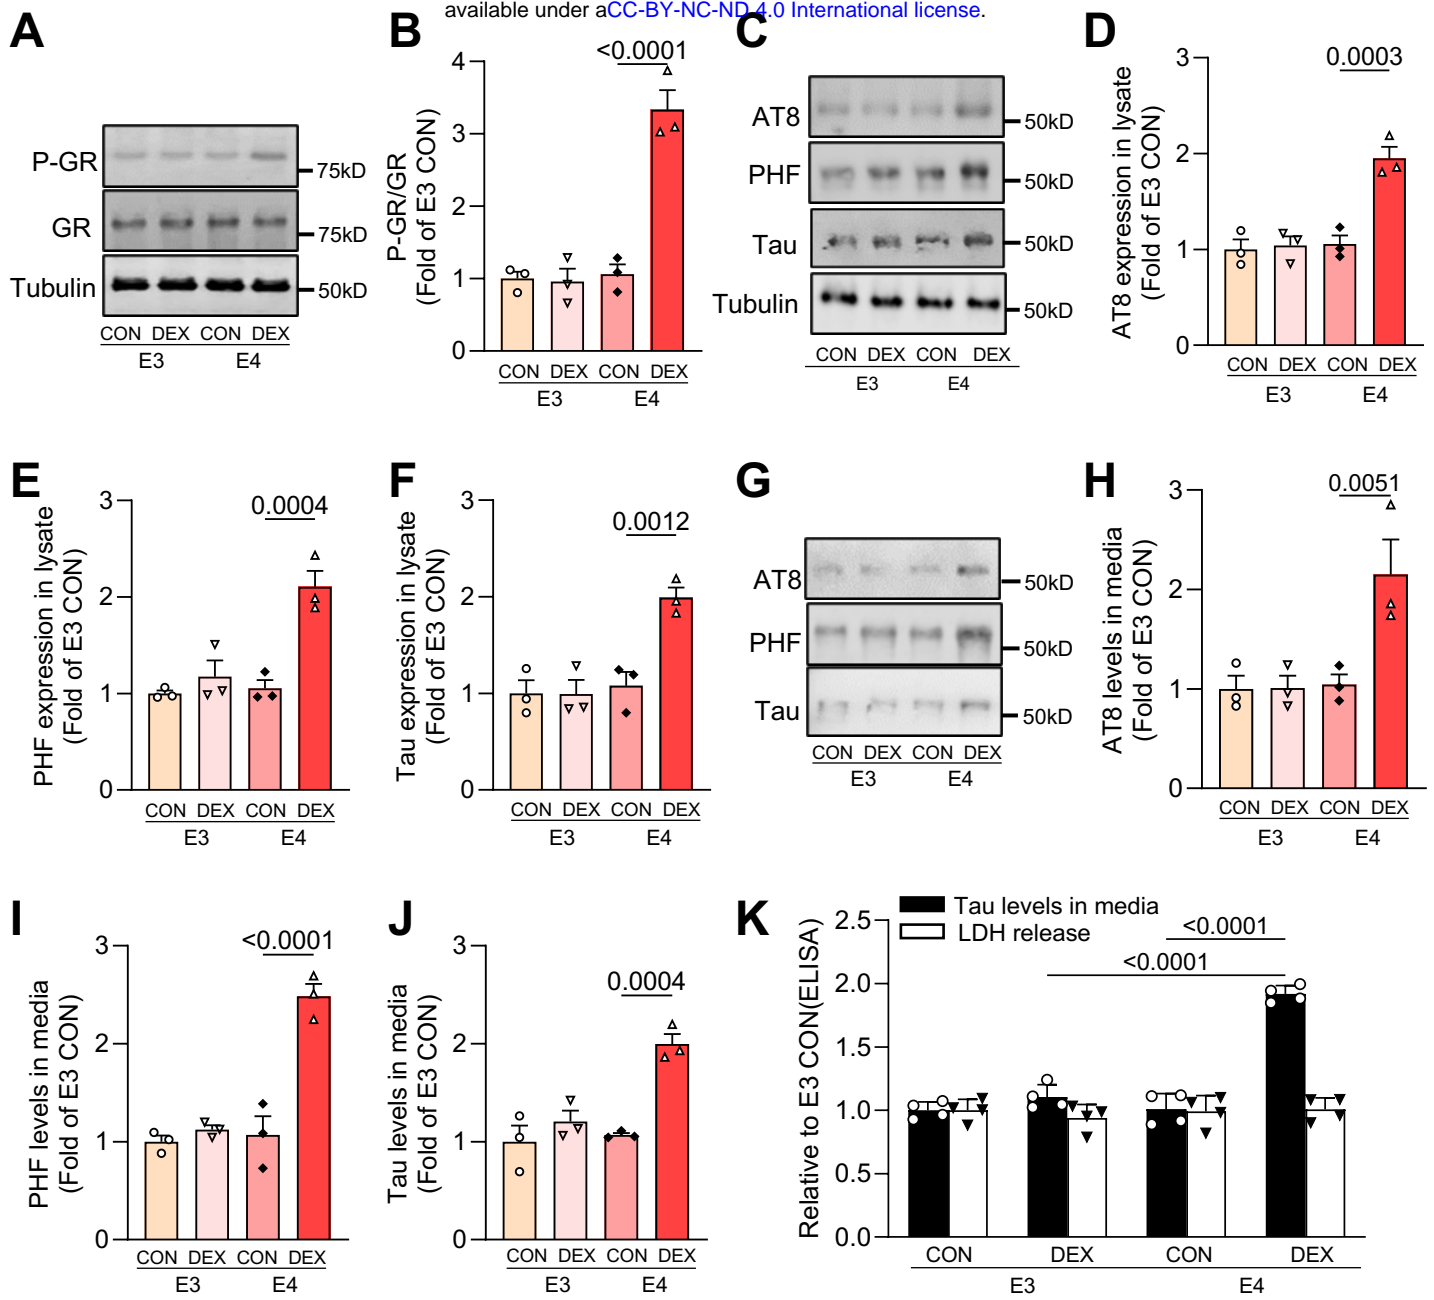 available under aCC-BY-NC-ND 4.0 International license.
A
P-GR
75kD
GR
75kD
Tubulin
50kD
CON DEX CON DEX
E3 E4
B
P-GR/GR
(Fold of E3 CON)
4
3
2
1
0
<0.0001
CON DEX CON DEX
E3 E4
C
AT8
50kD
PHF
50kD
Tau
50kD
Tubulin
50kD
CON DEX CON DEX
E3 E4
D
AT8 expression in lysate
(Fold of E3 CON)
3
2
1
0
0.0003
CON DEX CON DEX
E3 E4
E
PHF expression in lysate
(Fold of E3 CON)
3
2
1
0
0.0004
CON DEX CON DEX
E3 E4
F
Tau expression in lysate
(Fold of E3 CON)
3
2
1
0
0.0012
CON DEX CON DEX
E3 E4
G
AT8
50kD
PHF
50kD
Tau
50kD
CON DEX CON DEX
E3 E4
H
AT8 levels in media
(Fold of E3 CON)
3
2
1
0
0.0051
CON DEX CON DEX
E3 E4
I
PHF levels in media
(Fold of E3 CON)
3
2
1
0
<0.0001
CON DEX CON DEX
E3 E4
J
Tau levels in media
(Fold of E3 CON)
3
2
1
0
0.0004
CON DEX CON DEX
E3 E4
K
Relative to E3 CON(ELISA)
2.5
2.0
1.5
1.0
0.5
0.0
Tau levels in media
LDH release
<0.0001
<0.0001
CON DEX CON DEX
E3 E4